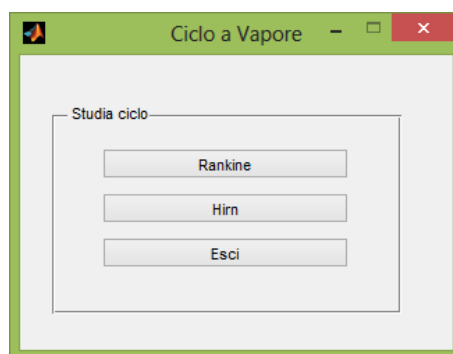 Ciclo a Vapore
Studia ciclo
Rankine
Hirn
Esci